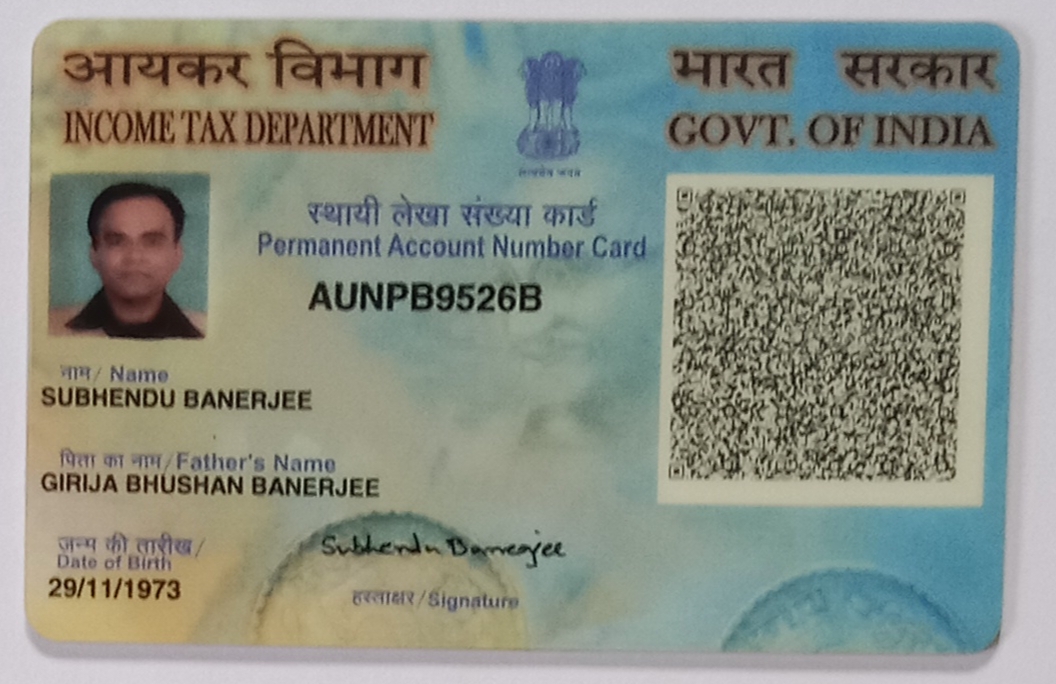 आयकर विभाग
INCOME TAX DEPARTMENT
भारत सरकार
GOVT. OF INDIA
सत्यमेव जयते
स्थायी लेखा संख्या कार्ड
Permanent Account Number Card
AUNPB9526B
नाम/ Name
SUBHENDU BANERJEE
पिता का नाम/Father's Name
GIRIJA BHUSHAN BANERJEE
जन्म की तारीख/
Date of Birth
29/11/1973
Subhendu Banerjee
हस्ताक्षर/Signature